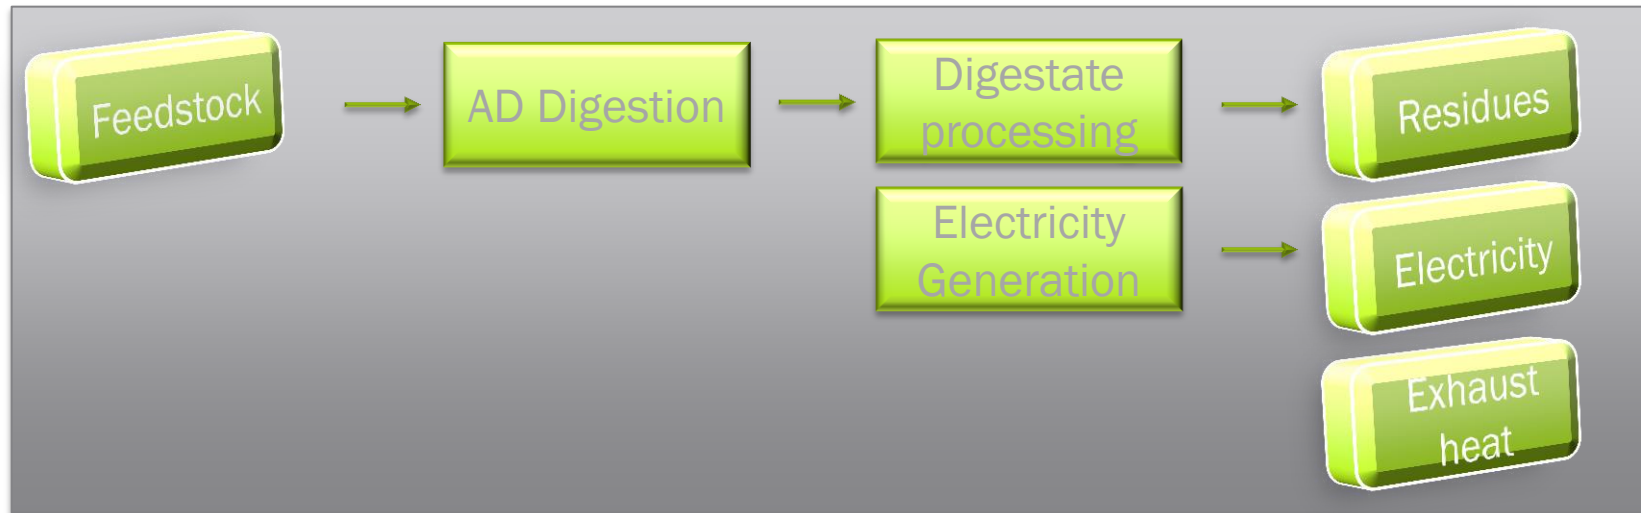 Feedstock
AD Digestion
Digestate
processing
Residues
Electricity
Generation
Electricity
Exhaust
heat